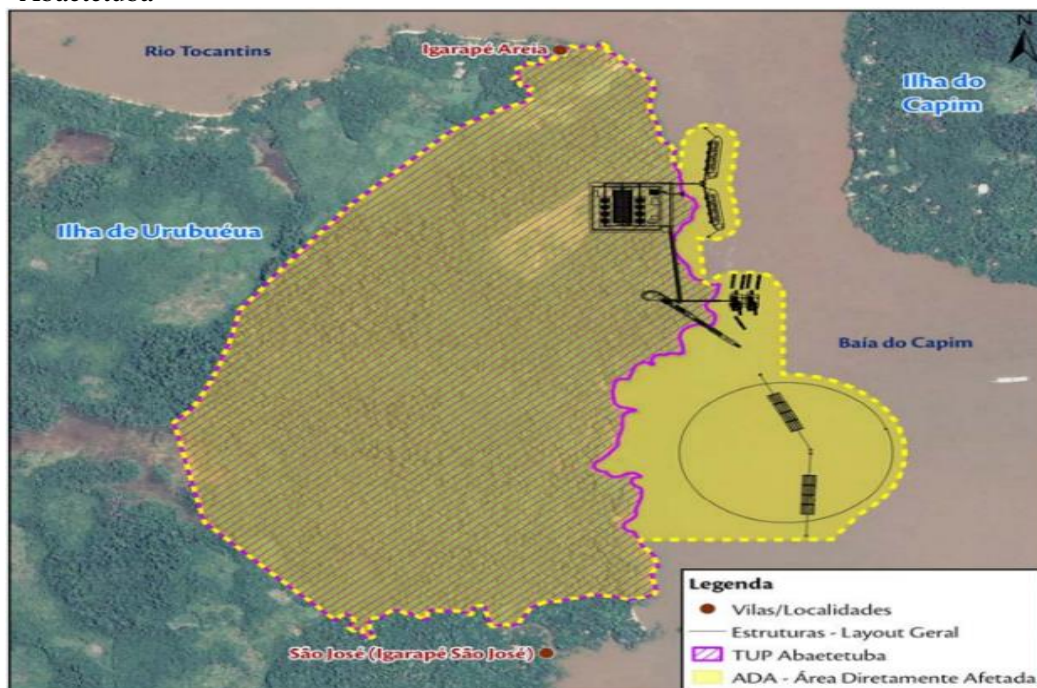 Abaetetuba
N
Rio Tocantins
Igarapé Areia
Ilha do
Capim
Ilha de Urubuéua
Baía do Capim
Legenda
Vilas/Localidades
Estruturas - Layout Geral
TUP Abaetetuba
ADA - Área Diretamente Afetada
São José (Igarapé São José)